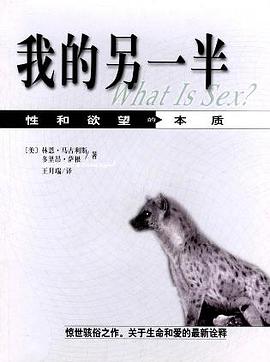 我的另一半
What Is Sex?
性和欲望的本质
〔美〕林恩·马古利斯
多里昂·萨根 / 著
王月瑞/译
惊世骇俗之作。关于生命和爱的最新诠释